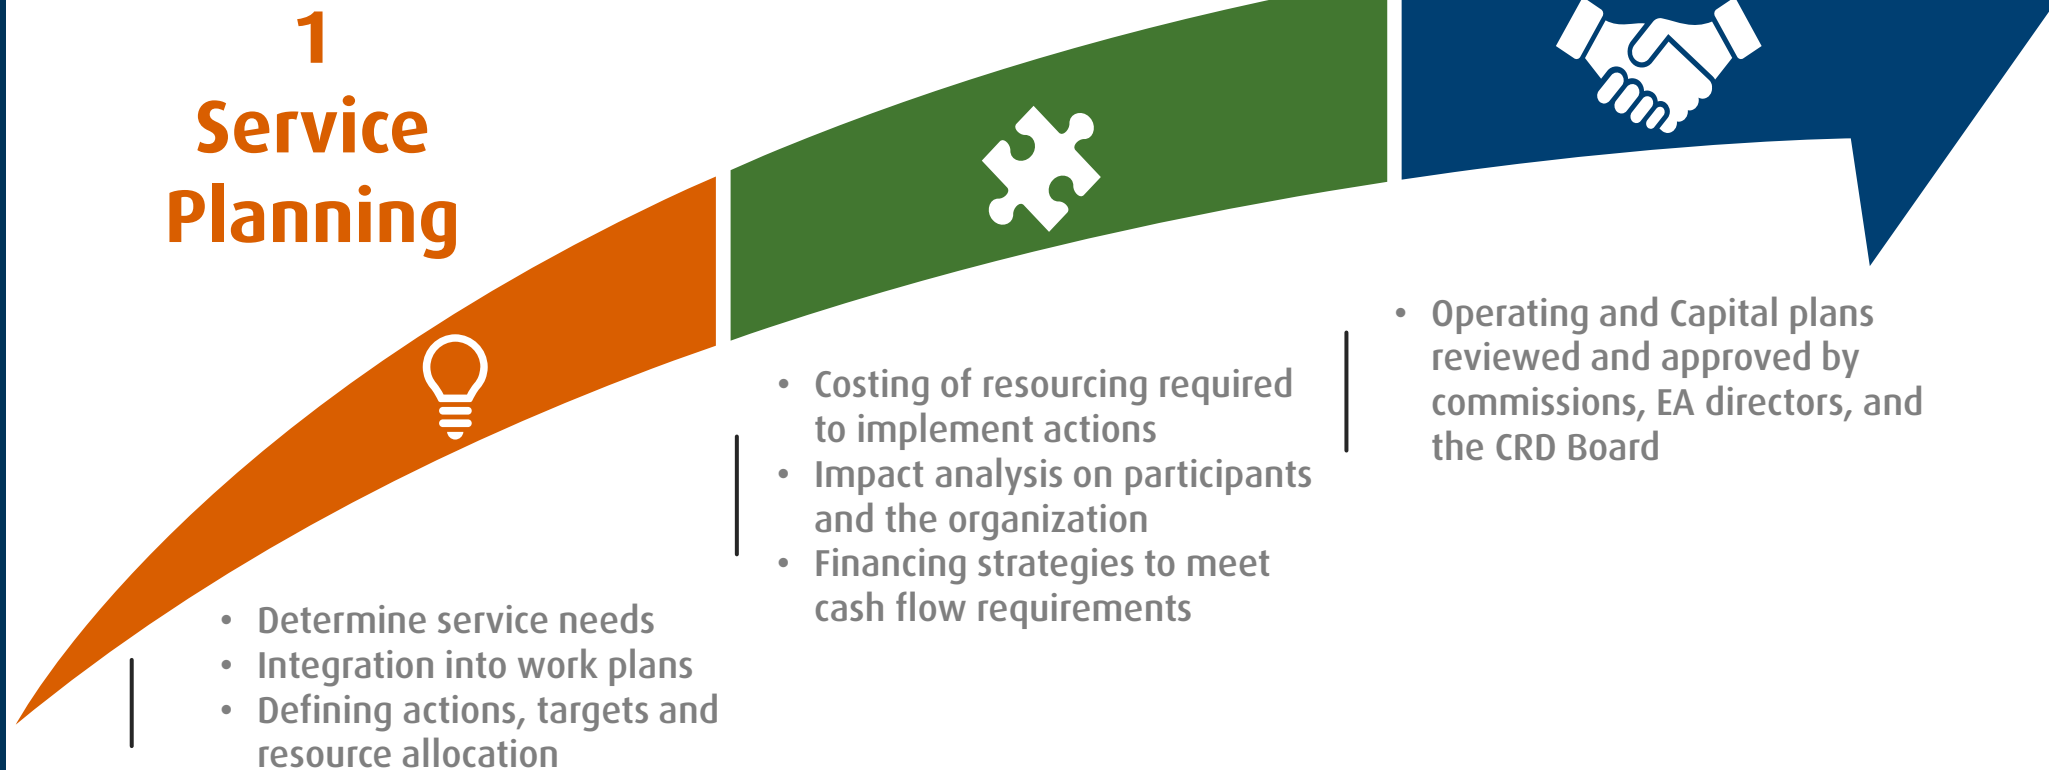 1
Service
Planning
• Determine service needs
• Integration into work plans
• Defining actions, targets and
resource allocation
• Costing of resourcing required
to implement actions
• Impact analysis on participants
and the organization
• Financing strategies to meet
cash flow requirements
• Operating and Capital plans
reviewed and approved by
commissions, EA directors, and
the CRD Board